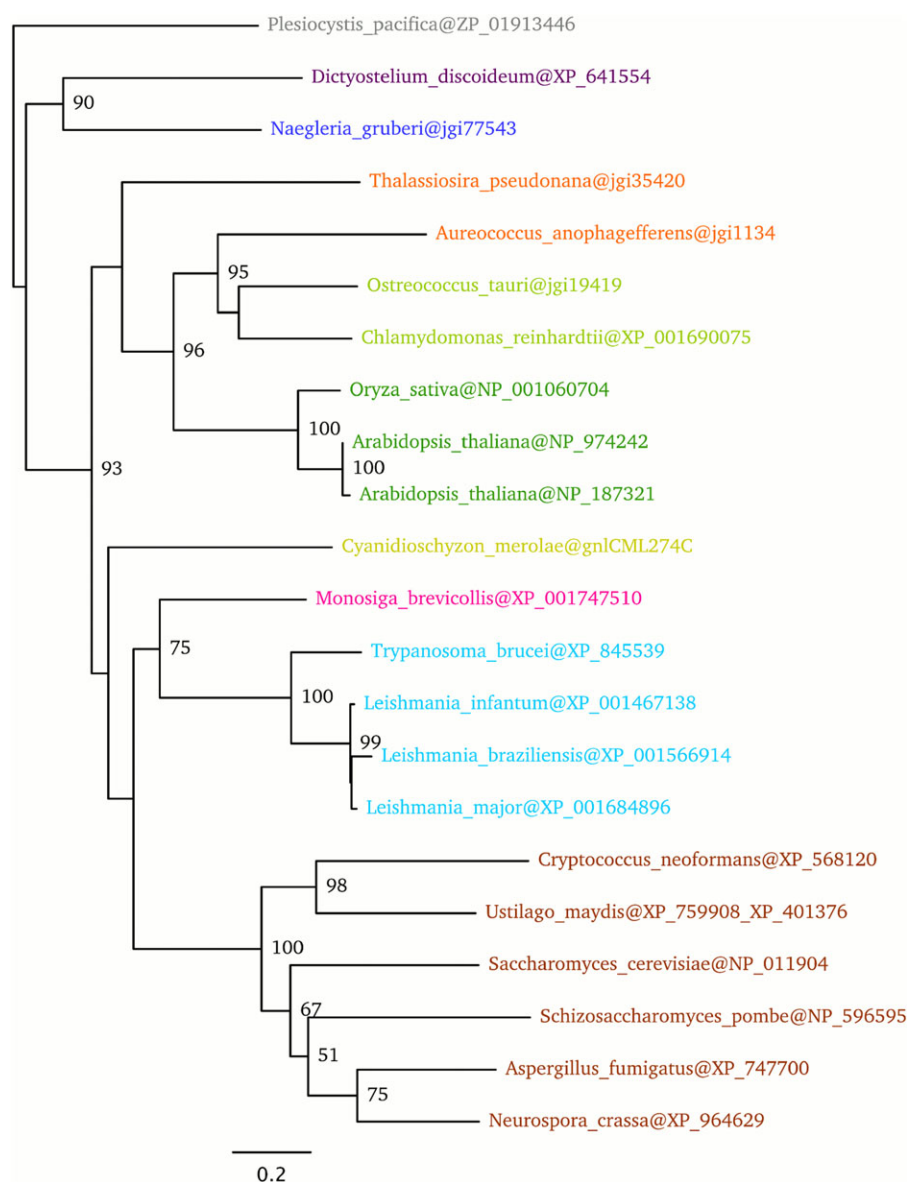 Plesiocystis_pacifica@ZP_01913446
Dictyostelium_discoideum@XP_641554
90
Naegleria_gruberi@jgi77543
Thalassiosira_pseudonana@jgi35420
Aureococcus_anophagefferens@jgi1134
95
Ostreococcus_tauri@jgi19419
Chlamydomonas_reinhardtii@XP_001690075
96
Oryza_sativa@NP_001060704
100
Arabidopsis_thaliana@NP_974242
100
93
Arabidopsis_thaliana@NP_187321
Cyanidioschyzon_merolae@gnlCML274C
Monosiga_brevicollis@XP_001747510
75
Trypanosoma_brucei@XP_845539
100
Leishmania_infantum@XP_001467138
99
Leishmania_braziliensis@XP_001566914
Leishmania_major@XP_001684896
Cryptococcus_neoformans@XP_568120
98
Ustilago_maydis@XP_759908_XP_401376
100
Saccharomyces_cerevisiae@NP_011904
67
Schizosaccharomyces_pombe@NP_596595
51
Aspergillus_fumigatus@XP_747700
75
Neurospora_crassa@XP_964629
0.2